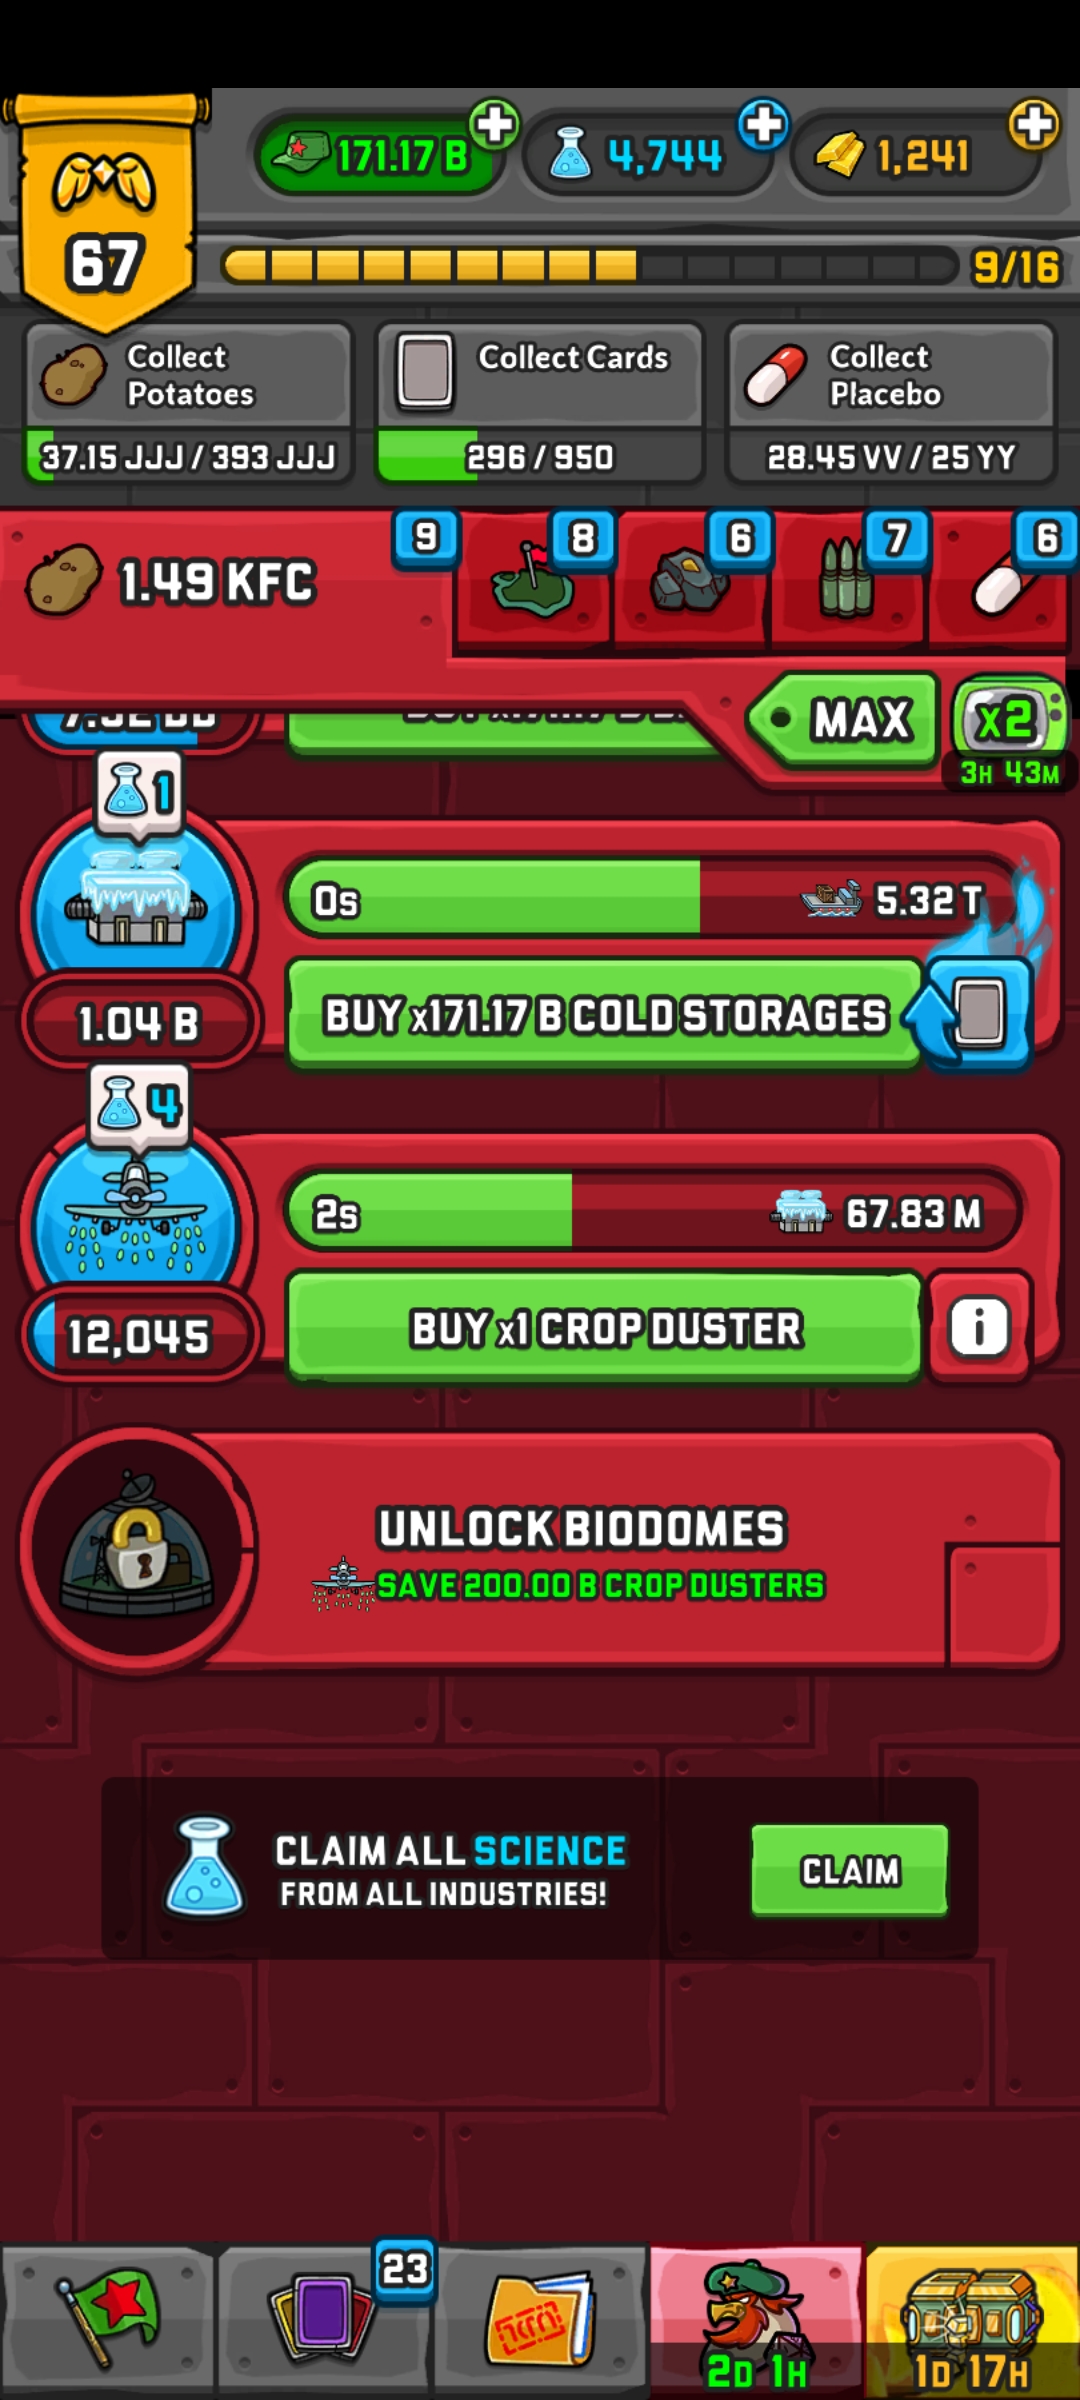 171.17 B
4,744
1,241
67
9/16
Collect
Potatoes
37.15 JJJ / 393 JJJ
Collect Cards
296 / 950
Collect
Placebo
28.45 VV / 25 YY
1.49 KFC
9
8
6
7
6
MAX
x2
3H 43M
1
0s
5.32 T
BUY x171.17 B COLD STORAGES
1.04 B
4
2s
67.83 M
12,045
BUY x1 CROP DUSTER
i
UNLOCK BIODOMES
SAVE 200.00 B CROP DUSTERS
CLAIM ALL SCIENCE
FROM ALL INDUSTRIES!
CLAIM
23
2D 1H
1D 17H